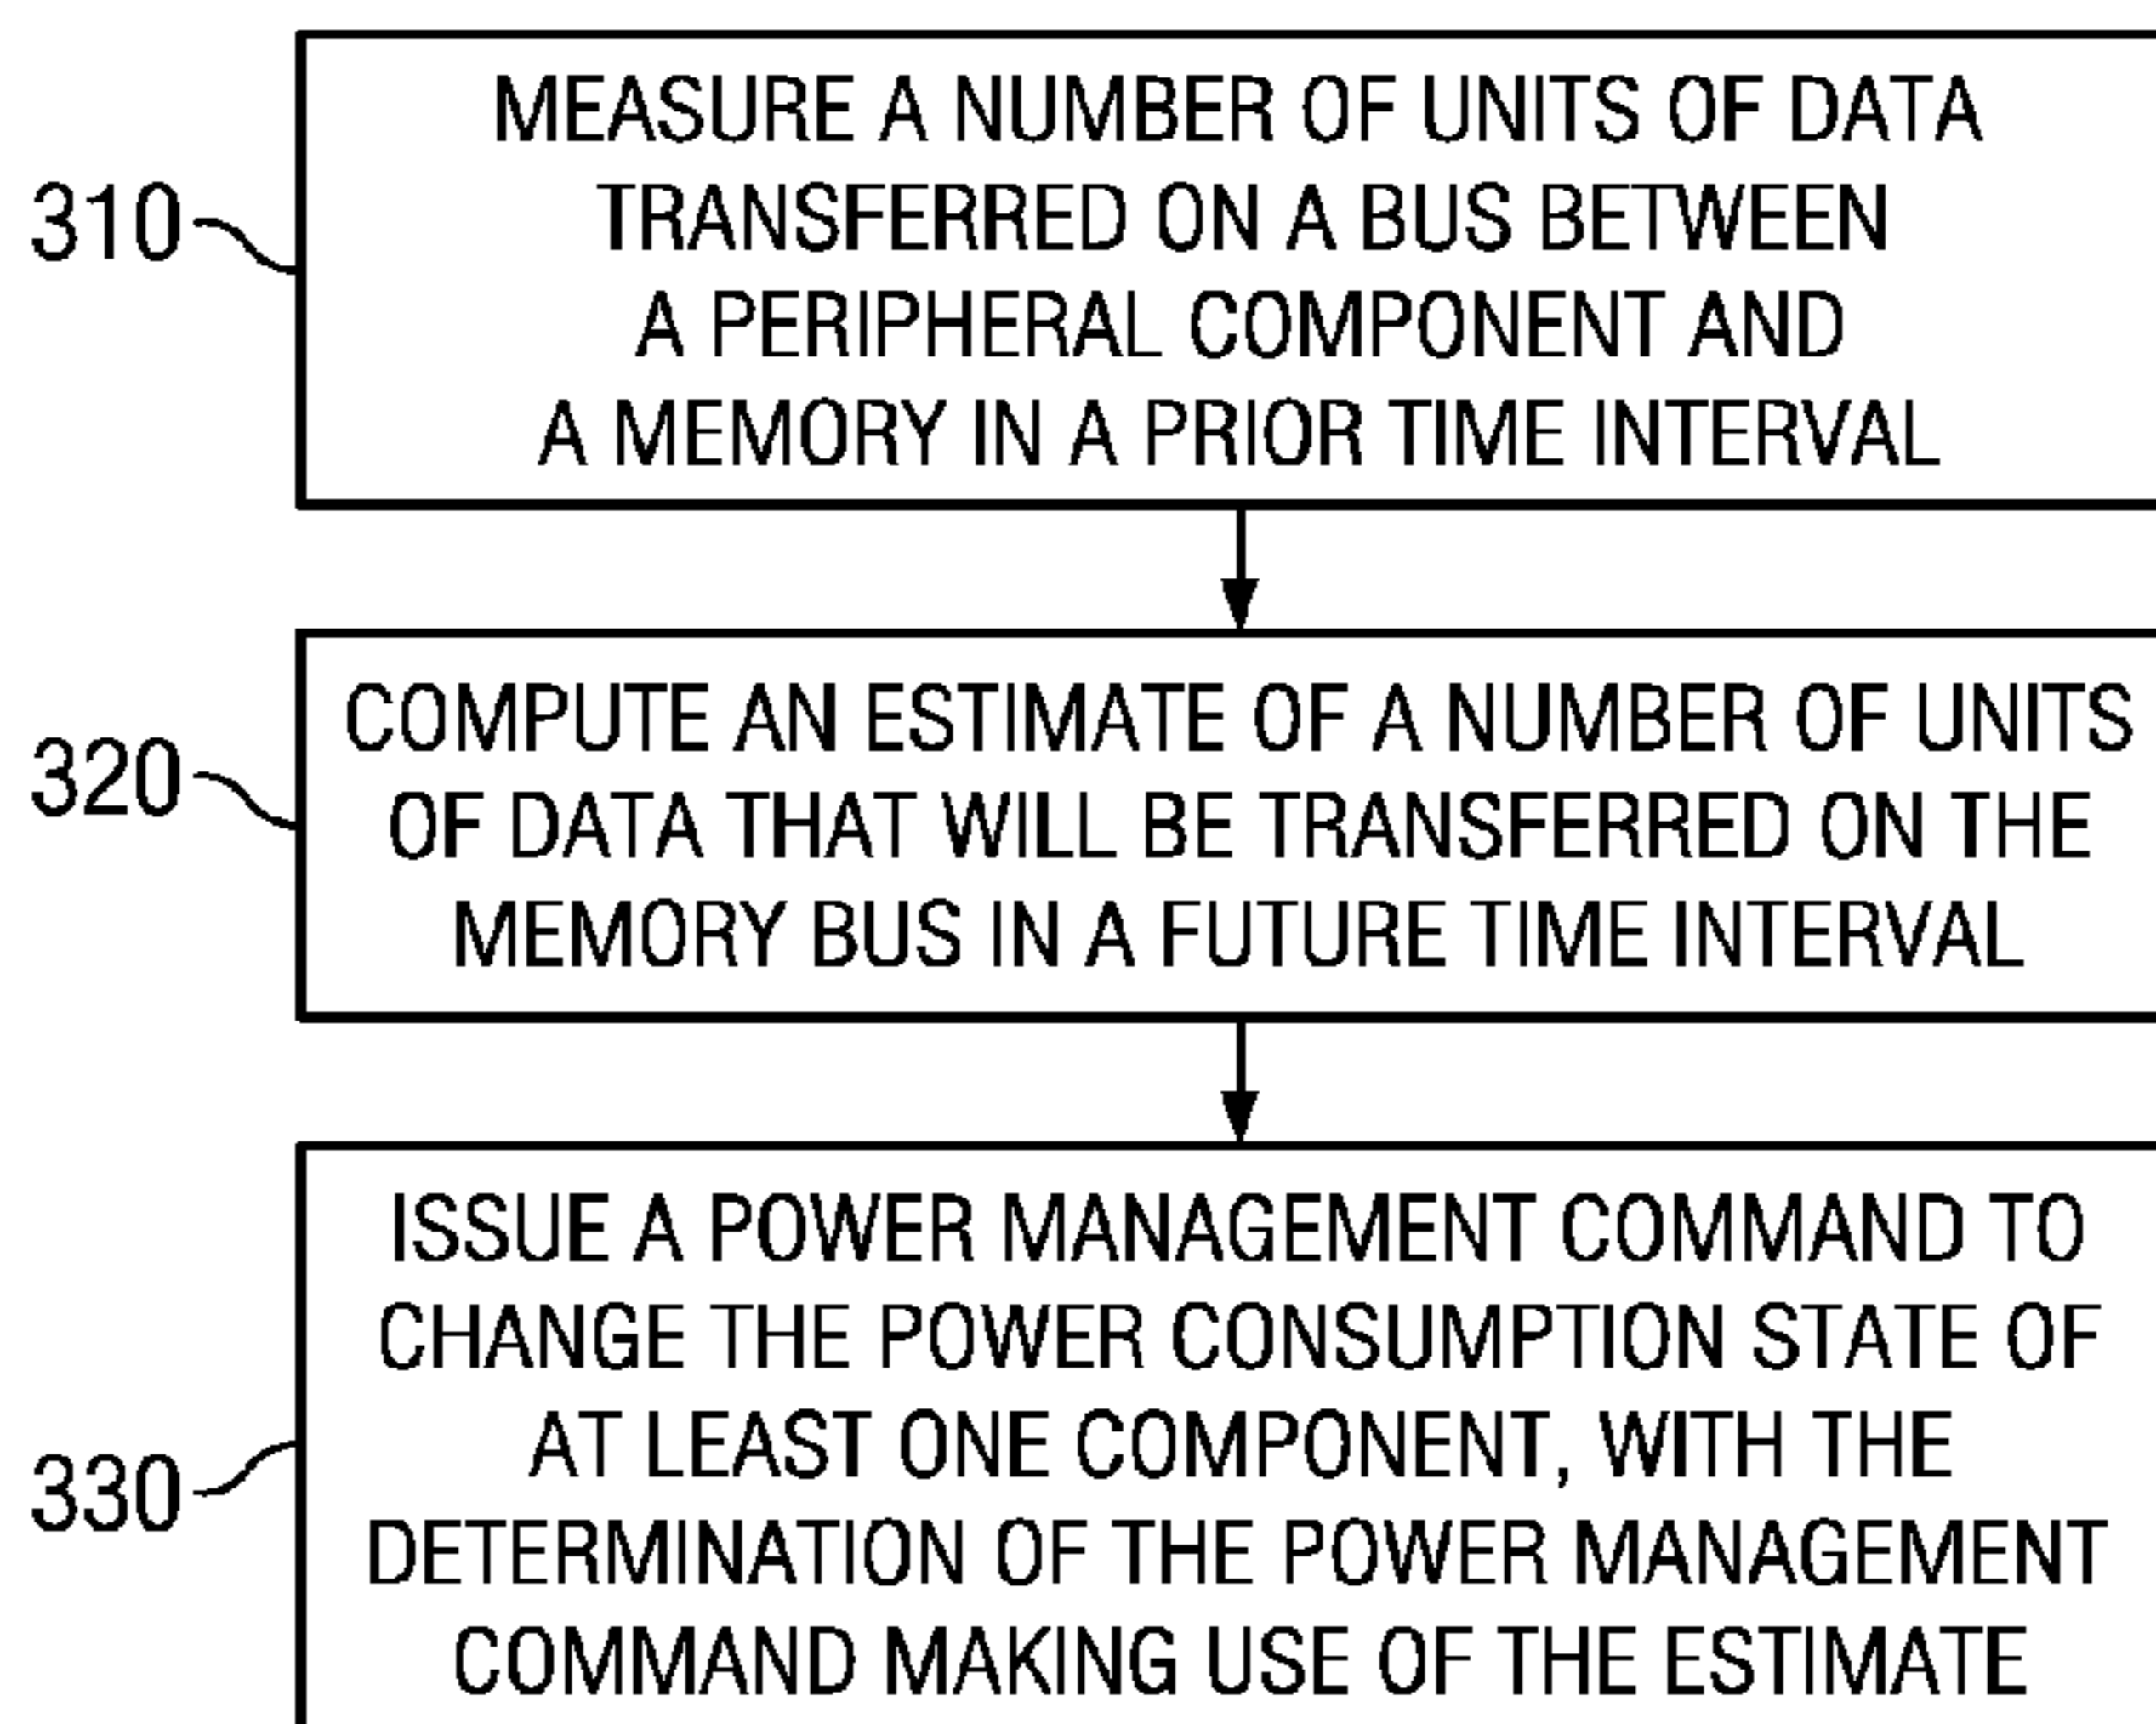 MEASURE A NUMBER OF UNITS OF DATA
TRANSFERRED ON A BUS BETWEEN
310
A PERIPHERAL COMPONENT AND
A MEMORY IN A PRIOR TIME INTERVAL
COMPUTE AN ESTIMATE OF A NUMBER OF UNITS
320
OF DATA THAT WILL BE TRANSFERRED ON THE
MEMORY BUS IN A FUTURE TIME INTERVAL
ISSUE A POWER MANAGEMENT COMMAND TO
CHANGE THE POWER CONSUMPTION STATE OF
AT LEAST ONE COMPONENT, WITH THE
330
DETERMINATION OF THE POWER MANAGEMENT
COMMAND MAKING USE OF THE ESTIMATE